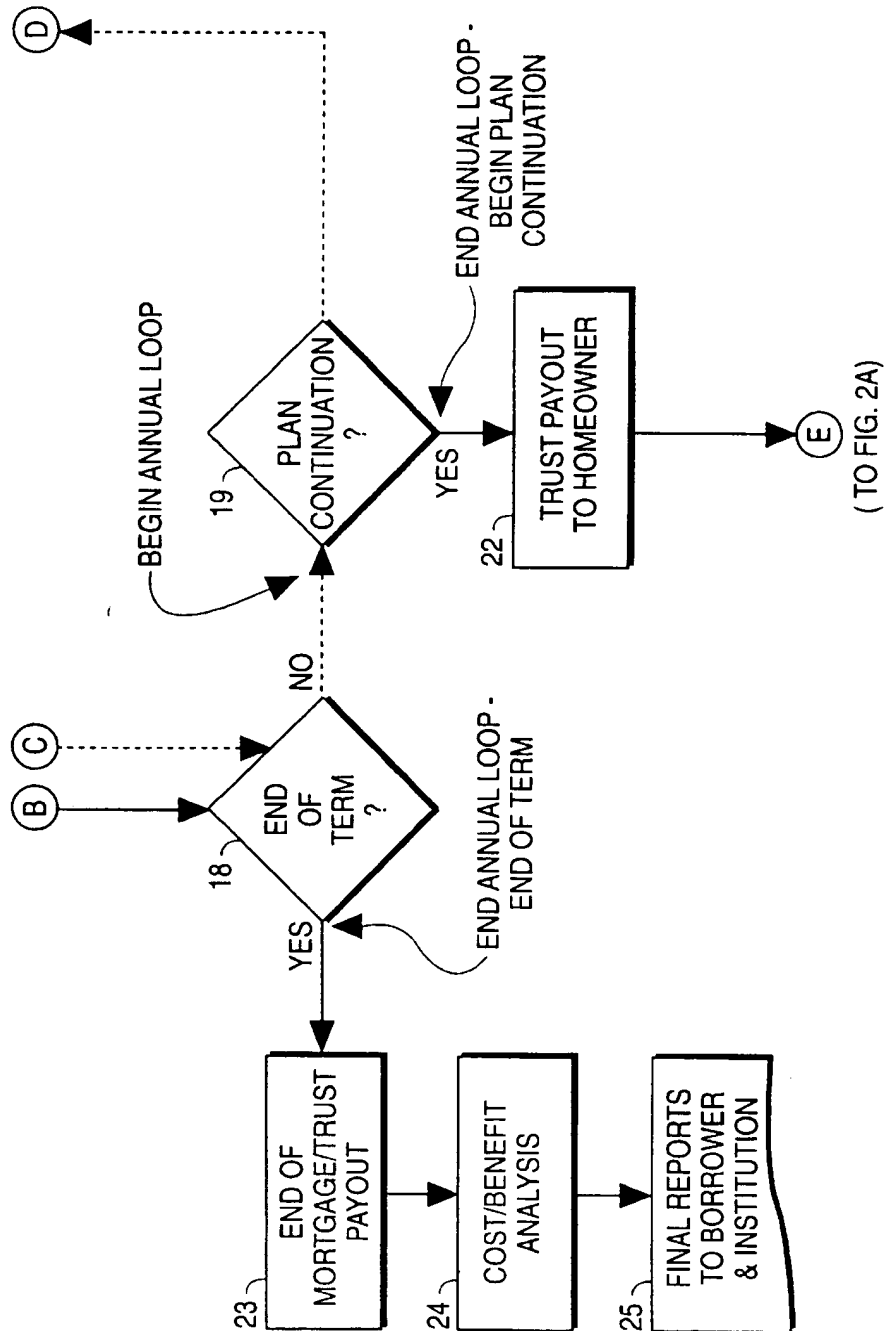 B
C
D
18
END
OF
TERM
?
YES
NO
BEGIN ANNUAL LOOP
19
PLAN
CONTINUATION
?
YES
END ANNUAL LOOP -
END OF TERM
END ANNUAL LOOP -
BEGIN PLAN
CONTINUATION
23
END OF
MORTGAGE/TRUST
PAYOUT
24
COST/BENEFIT
ANALYSIS
25
FINAL REPORTS
TO BORROWER
& INSTITUTION
22
TRUST PAYOUT
TO HOMEOWNER
E
( TO FIG. 2A)